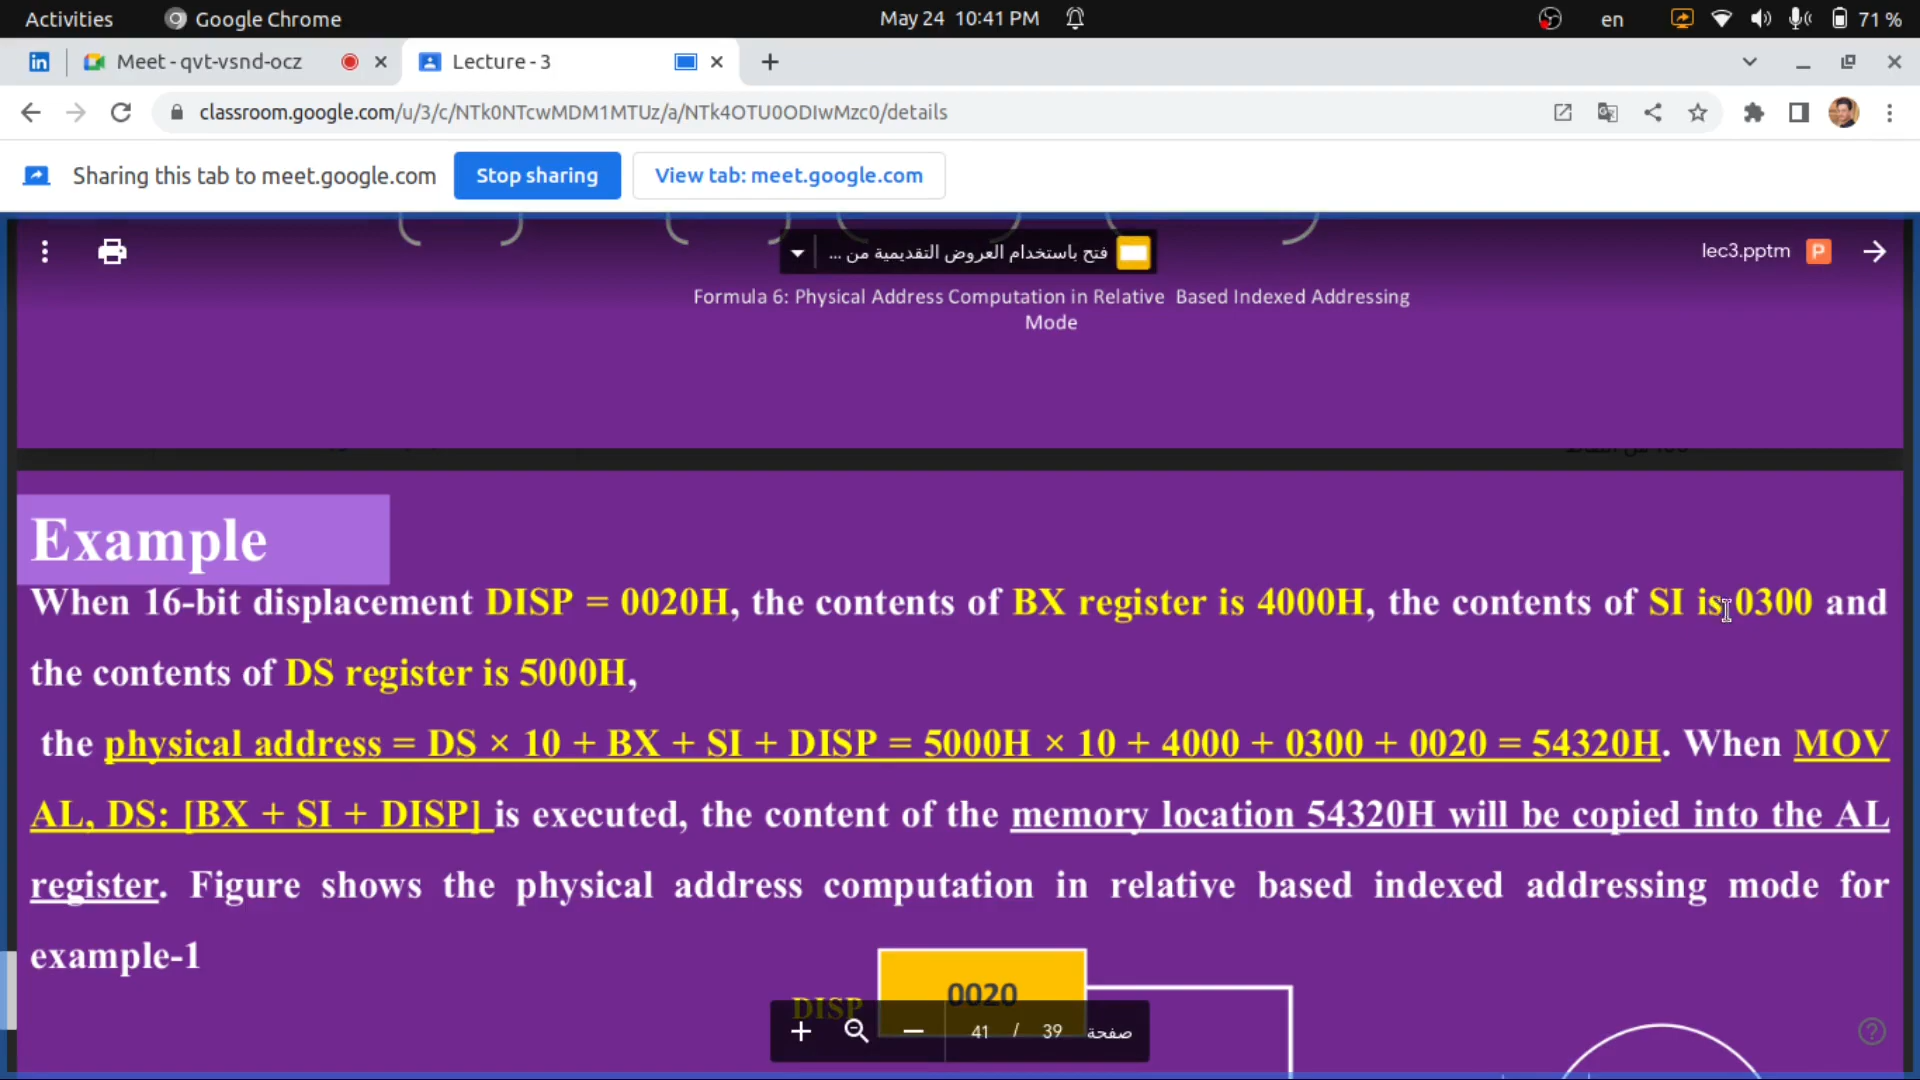 Activities Google Chrome May 24 10:41 PM en 71 %
Meet - qvt-vsnd-ocz Lecture - 3
classroom.google.com/u/3/c/NTk0NTcwMDM1MTUz/a/NTk4OTU0ODIwMzc0/details
Sharing this tab to meet.google.com Stop sharing View tab: meet.google.com
فتح باستخدام العروض التقديمية من ... lec3.pptm P
Formula 6: Physical Address Computation in Relative Based Indexed Addressing
Mode
Example
When 16-bit displacement DISP = 0020H, the contents of BX register is 4000H, the contents of SI is 0300 and
the contents of DS register is 5000H,
the physical address = DS × 10 + BX + SI + DISP = 5000H × 10 + 4000 + 0300 + 0020 = 54320H. When MOV
AL, DS: [BX + SI + DISP] is executed, the content of the memory location 54320H will be copied into the AL
register. Figure shows the physical address computation in relative based indexed addressing mode for
example-1
DISP 0020
صفحة 39 / 41